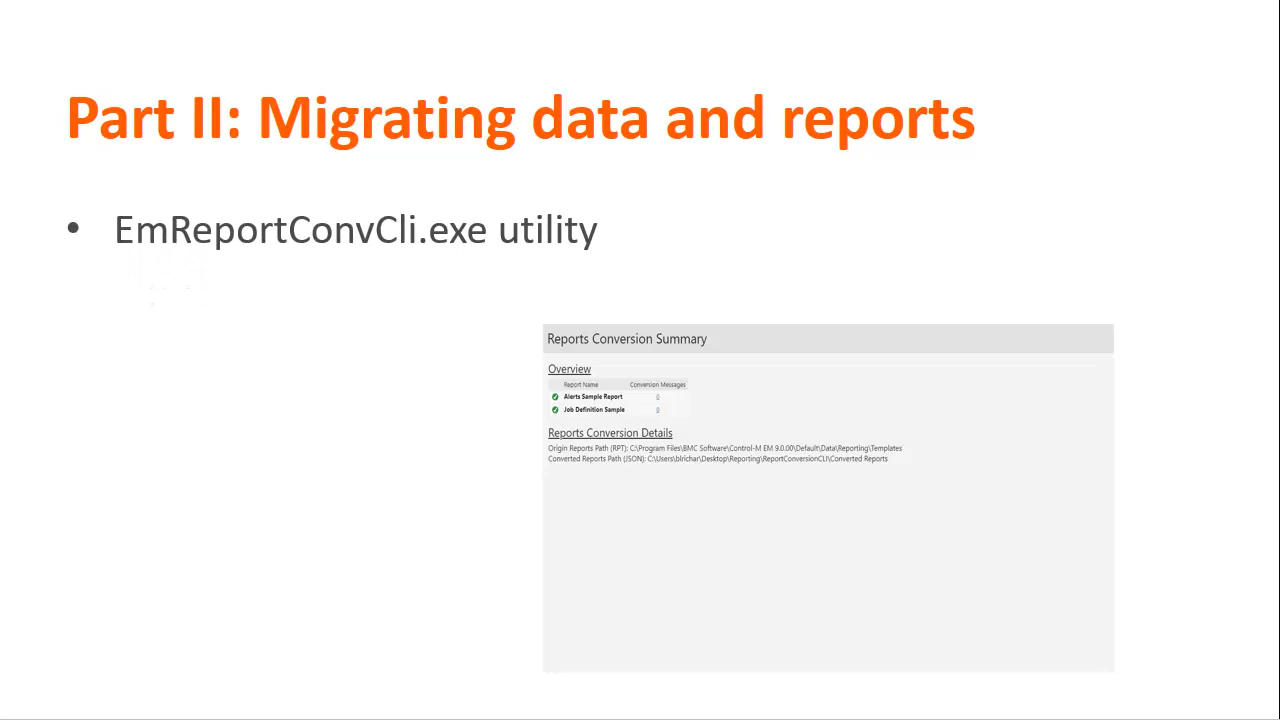 Part II: Migrating data and reports
• EmReportConvCli.exe utility
Reports Conversion Summary
Overview
Report Name Conversion Messages
Alerts Sample Report 0
Job Definition Sample 0
Reports Conversion Details
Origin Reports Path (RPT): C:\Program Files\BMC Software\Control-M EM 9.0.00\Default\Data\Reporting\Templates
Converted Reports Path (JSON): C:\Users\blrichar\Desktop\Reporting\ReportConversionCLI\Converted Reports